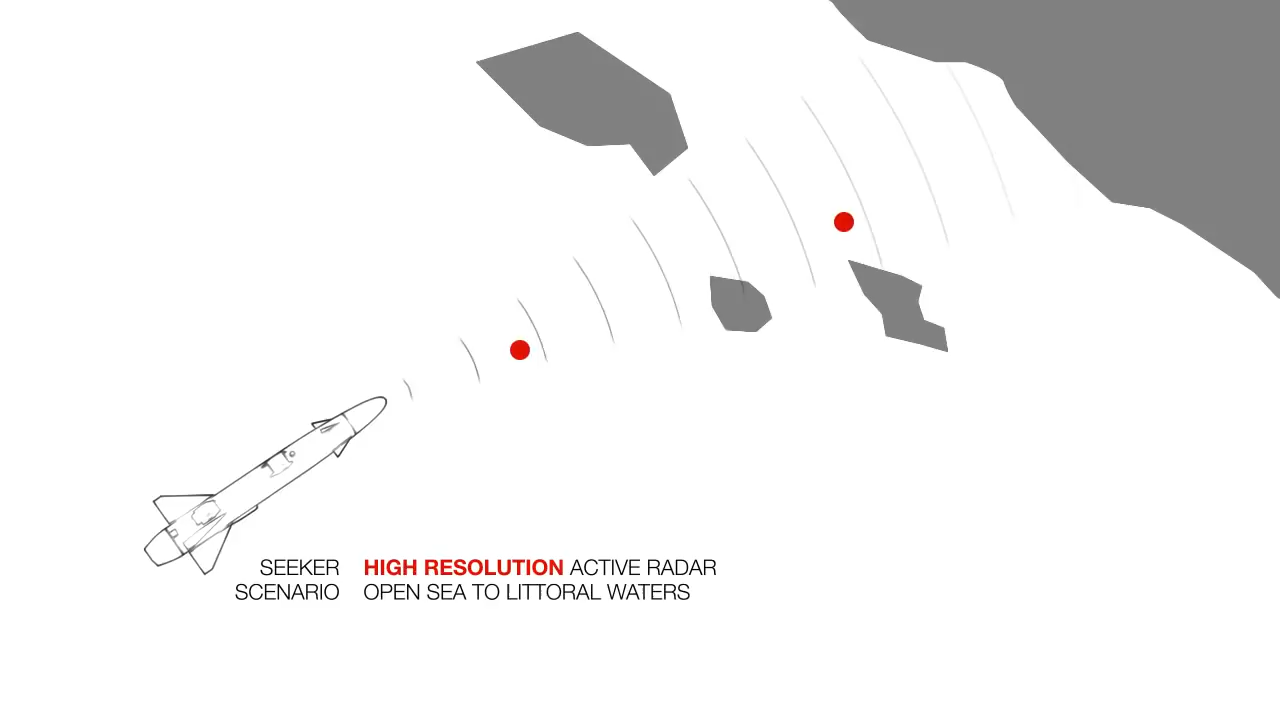 SEEKER HIGH RESOLUTION ACTIVE RADAR
SCENARIO OPEN SEA TO LITTORAL WATERS